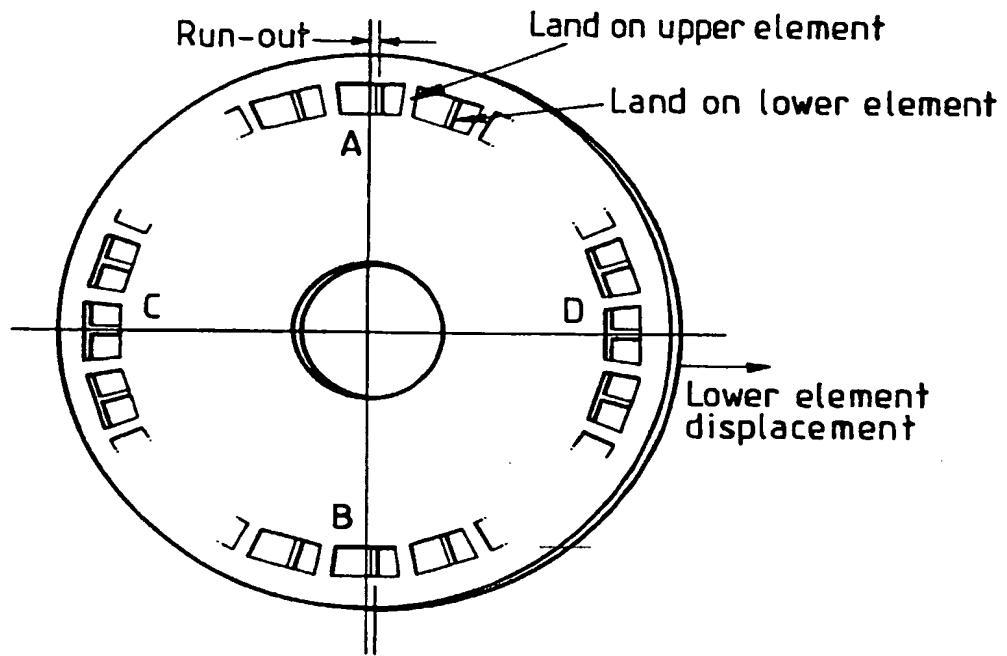 Run-out
Land on upper element
Land on lower element
A
C
D
Lower element
displacement
B